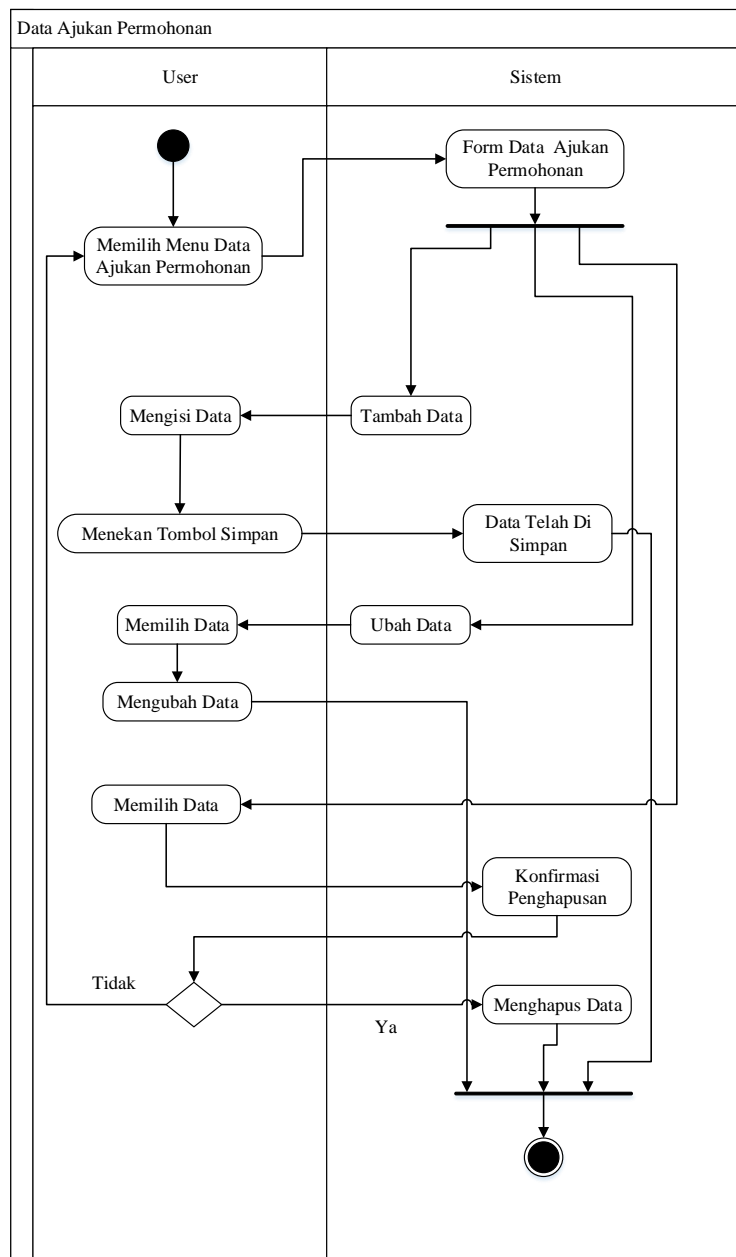 Data Ajukan Permohonan
User
Sistem
Form Data Ajukan
Permohonan
Memilih Menu Data
Ajukan Permohonan
Mengisi Data
Tambah Data
Menekan Tombol Simpan
Data Telah Di
Simpan
Memilih Data
Ubah Data
Mengubah Data
Memilih Data
Konfirmasi
Penghapusan
Tidak
Ya
Menghapus Data